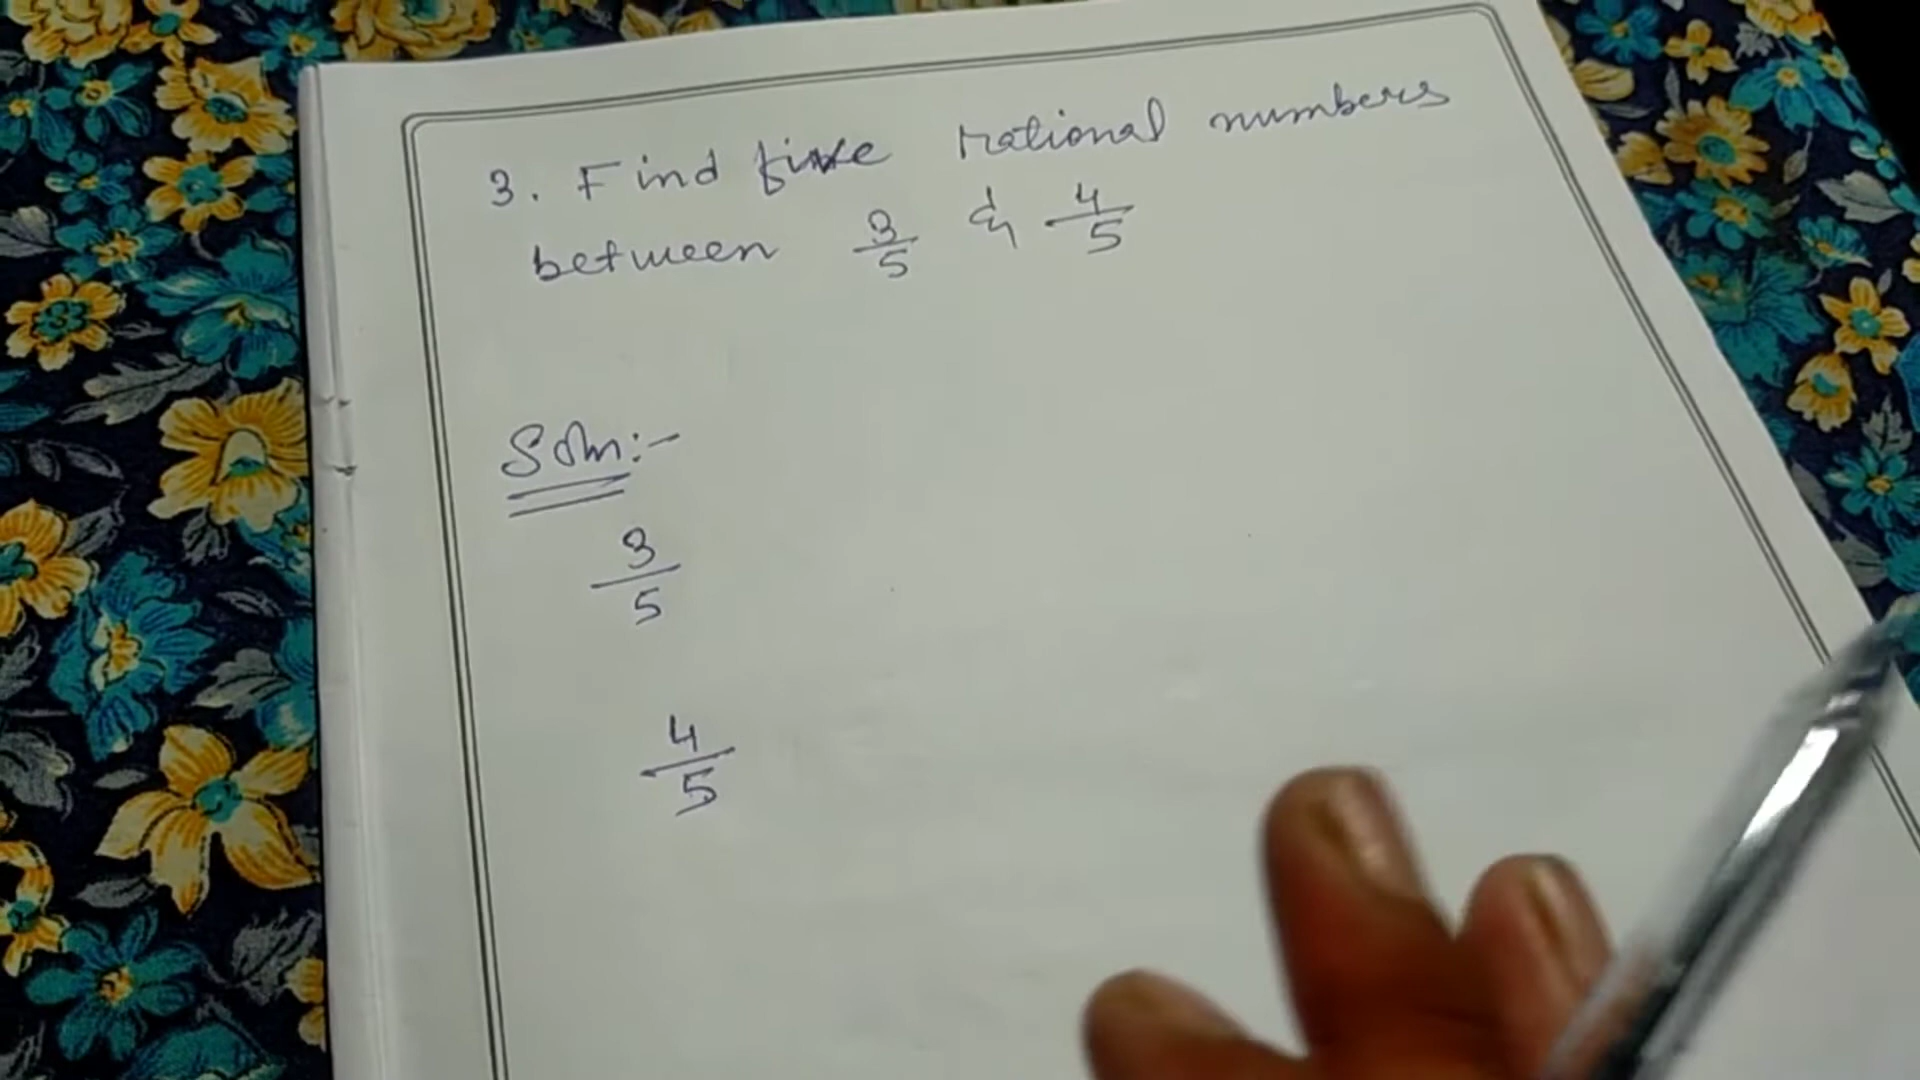 3. Find five rational numbers
between 3/5 & 4/5
Soln:-
3/5
4/5